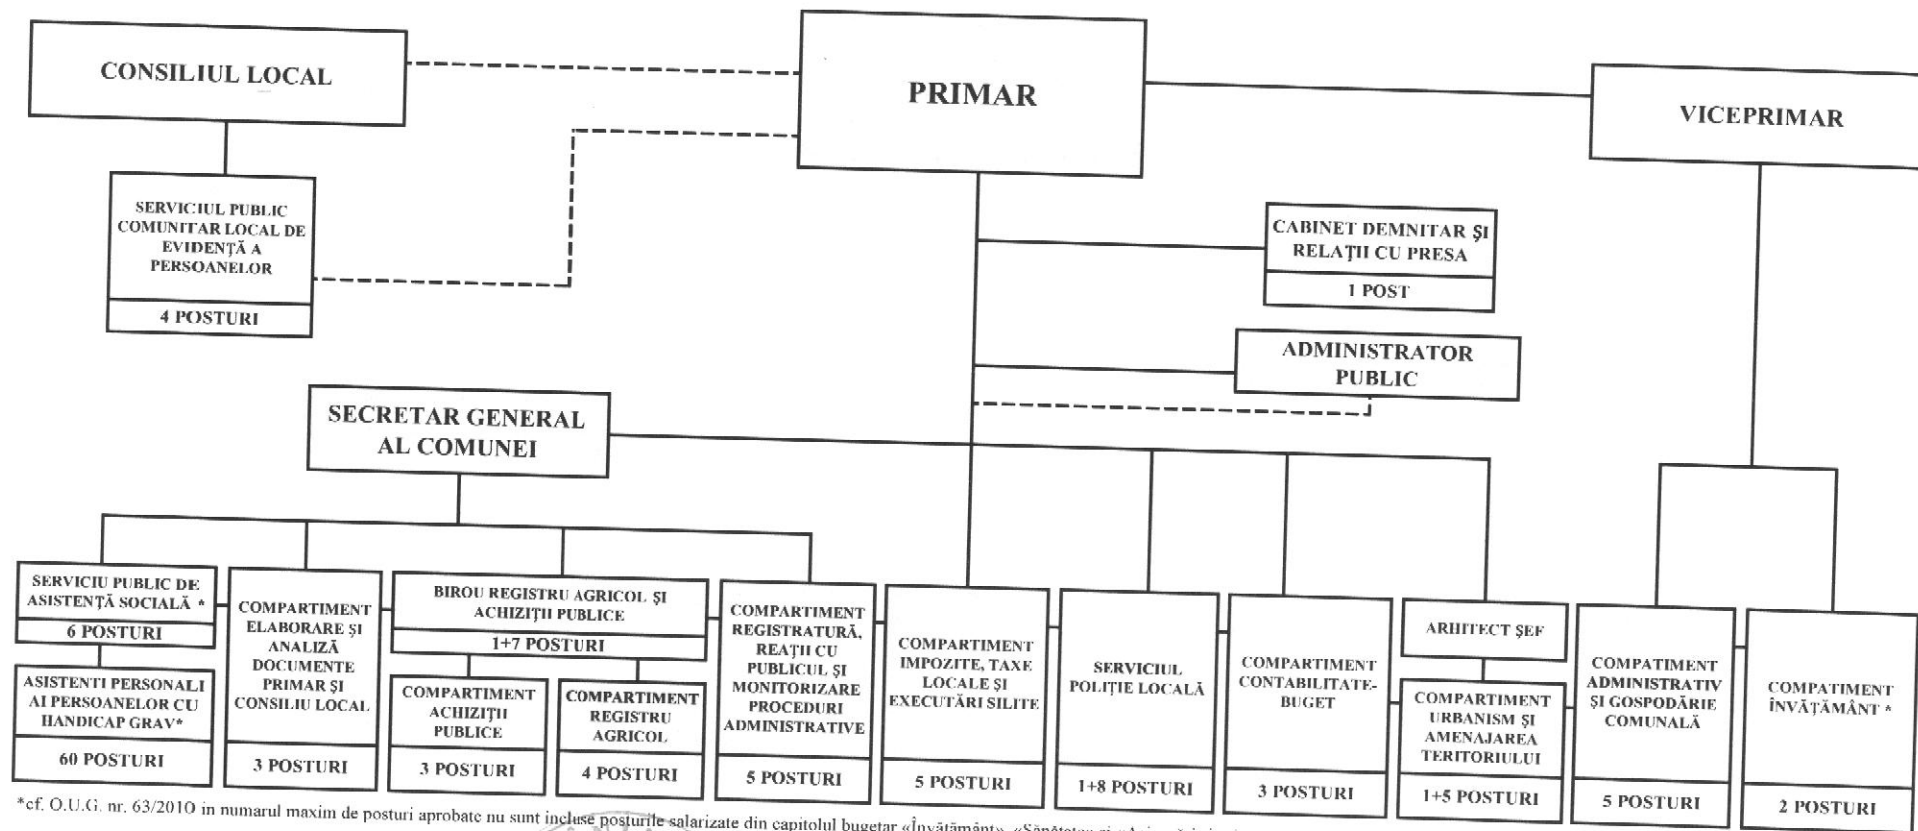 CONSILIUL LOCAL
PRIMAR
VICEPRIMAR
SERVICIUL PUBLIC
COMUNITAR LOCAL DE
EVIDENȚĂ A
PERSOANELOR
4 POSTURI
CABINET DEMNITAR ȘI
RELAȚII CU PRESA
1 POST
ADMINISTRATOR
PUBLIC
SECRETAR GENERAL
AL COMUNEI
SERVICIU PUBLIC DE
ASISTENȚĂ SOCIALĂ *
6 POSTURI
ASISTENTI PERSONALI
AI PERSOANELOR CU
HANDICAP GRAV*
60 POSTURI
COMPARTIMENT
ELABORARE ȘI
ANALIZĂ
DOCUMENTE
PRIMAR ȘI
CONSILIU LOCAL
3 POSTURI
BIROU REGISTRU AGRICOL ȘI
ACHIZIȚII PUBLICE
1+7 POSTURI
COMPARTIMENT
ACHIZIȚII
PUBLICE
3 POSTURI
COMPARTIMENT
REGISTRU
AGRICOL
4 POSTURI
COMPARTIMENT
REGISTRATURĂ,
REAȚII CU
PUBLICUL ȘI
MONITORIZARE
PROCEDURI
ADMINISTRATIVE
5 POSTURI
COMPARTIMENT
IMPOZITE, TAXE
LOCALE ȘI
EXECUTĂRI SILITE
5 POSTURI
SERVICIUL
POLIȚIE LOCALĂ
1+8 POSTURI
COMPARTIMENT
CONTABILITATE-
BUGET
3 POSTURI
ARHITECT ȘEF
COMPARTIMENT
URBANISM ȘI
AMENAJAREA
TERITORIULUI
1+5 POSTURI
COMPATIMENT
ADMINISTRATIV
ȘI GOSPODĂRIE
COMUNALĂ
5 POSTURI
COMPATIMENT
ÎNVĂȚĂMÂNT *
2 POSTURI
*cf. O.U.G. nr. 63/2010 in numarul maxim de posturi aprobate nu sunt incluse posturile salarizate din capitolul bugetar «Învățământ»,